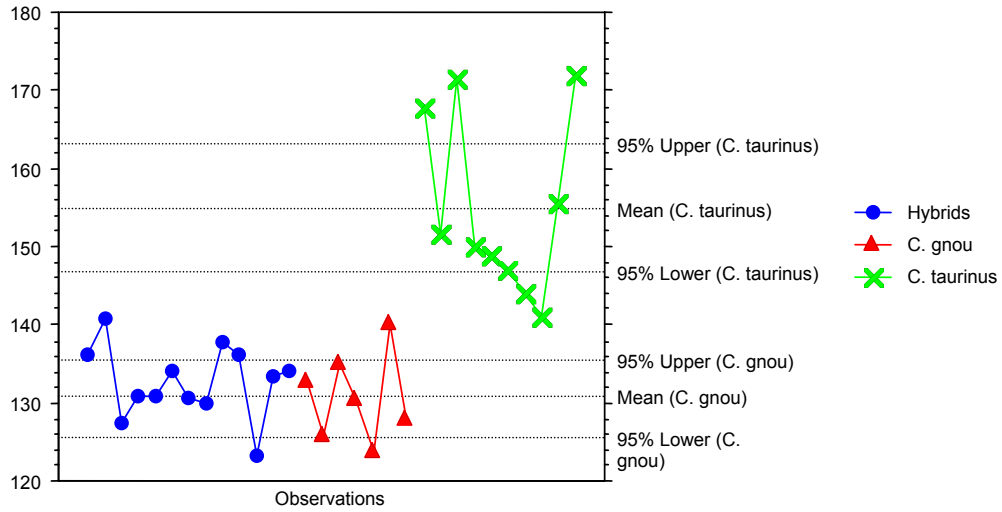 180
170
160
150
140
130
120
Observations
95% Upper (C. taurinus)
Mean (C. taurinus)
95% Lower (C. taurinus)
95% Upper (C. gnou)
Mean (C. gnou)
95% Lower (C.
gnou)
Hybrids
C. gnou
C. taurinus